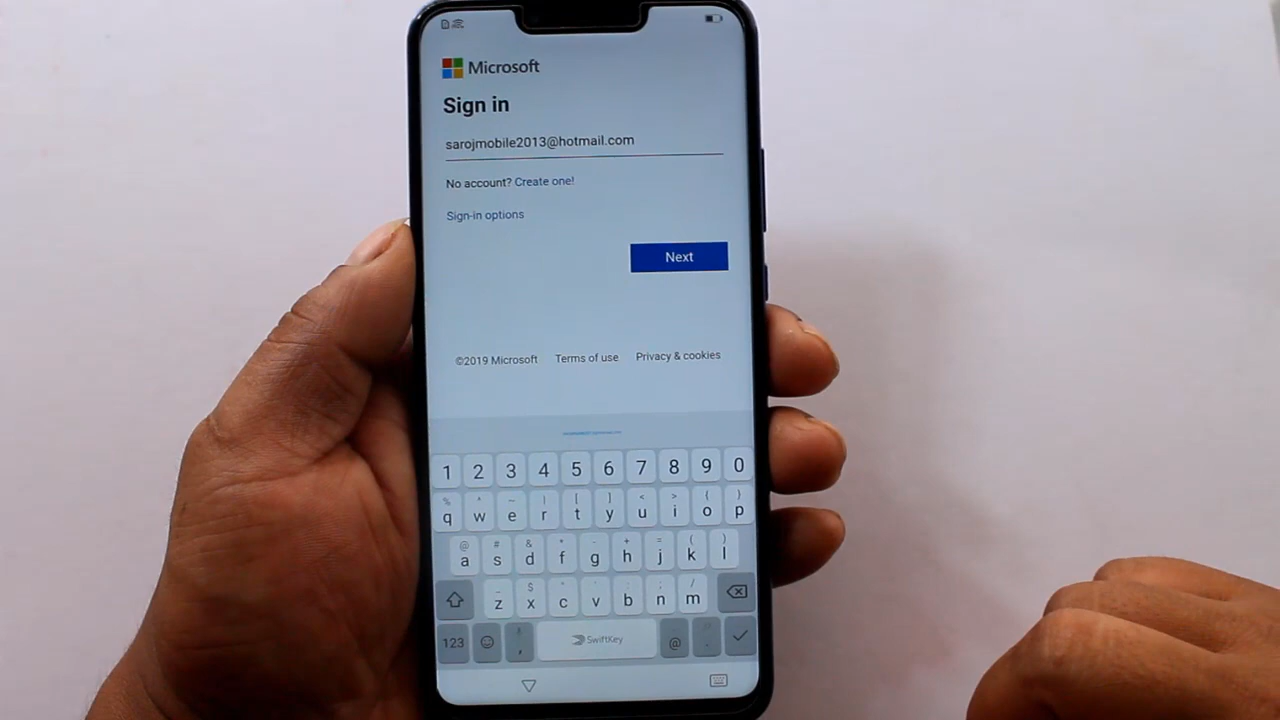 Microsoft
Sign in
sarojmobile2013@hotmail.com
No account? Create one!
Sign-in options
Next
©2019 Microsoft Terms of use Privacy & cookies
1 2 3 4 5 6 7 8 9 0
q w e r t y u i o p
a s d f g h j k l
z x c v b n m
123 , SwiftKey @ .